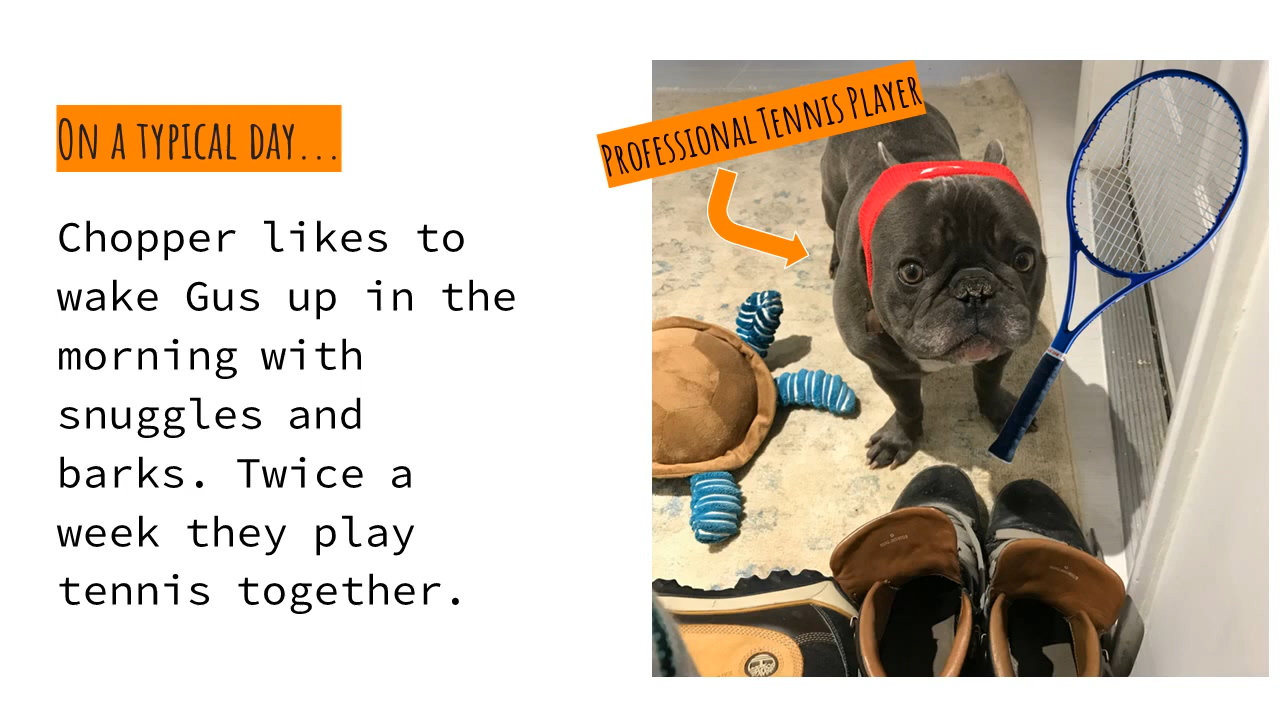 On a typical day...
Professional Tennis Player
Chopper likes to
wake Gus up in the
morning with
snuggles and
barks. Twice a
week they play
tennis together.